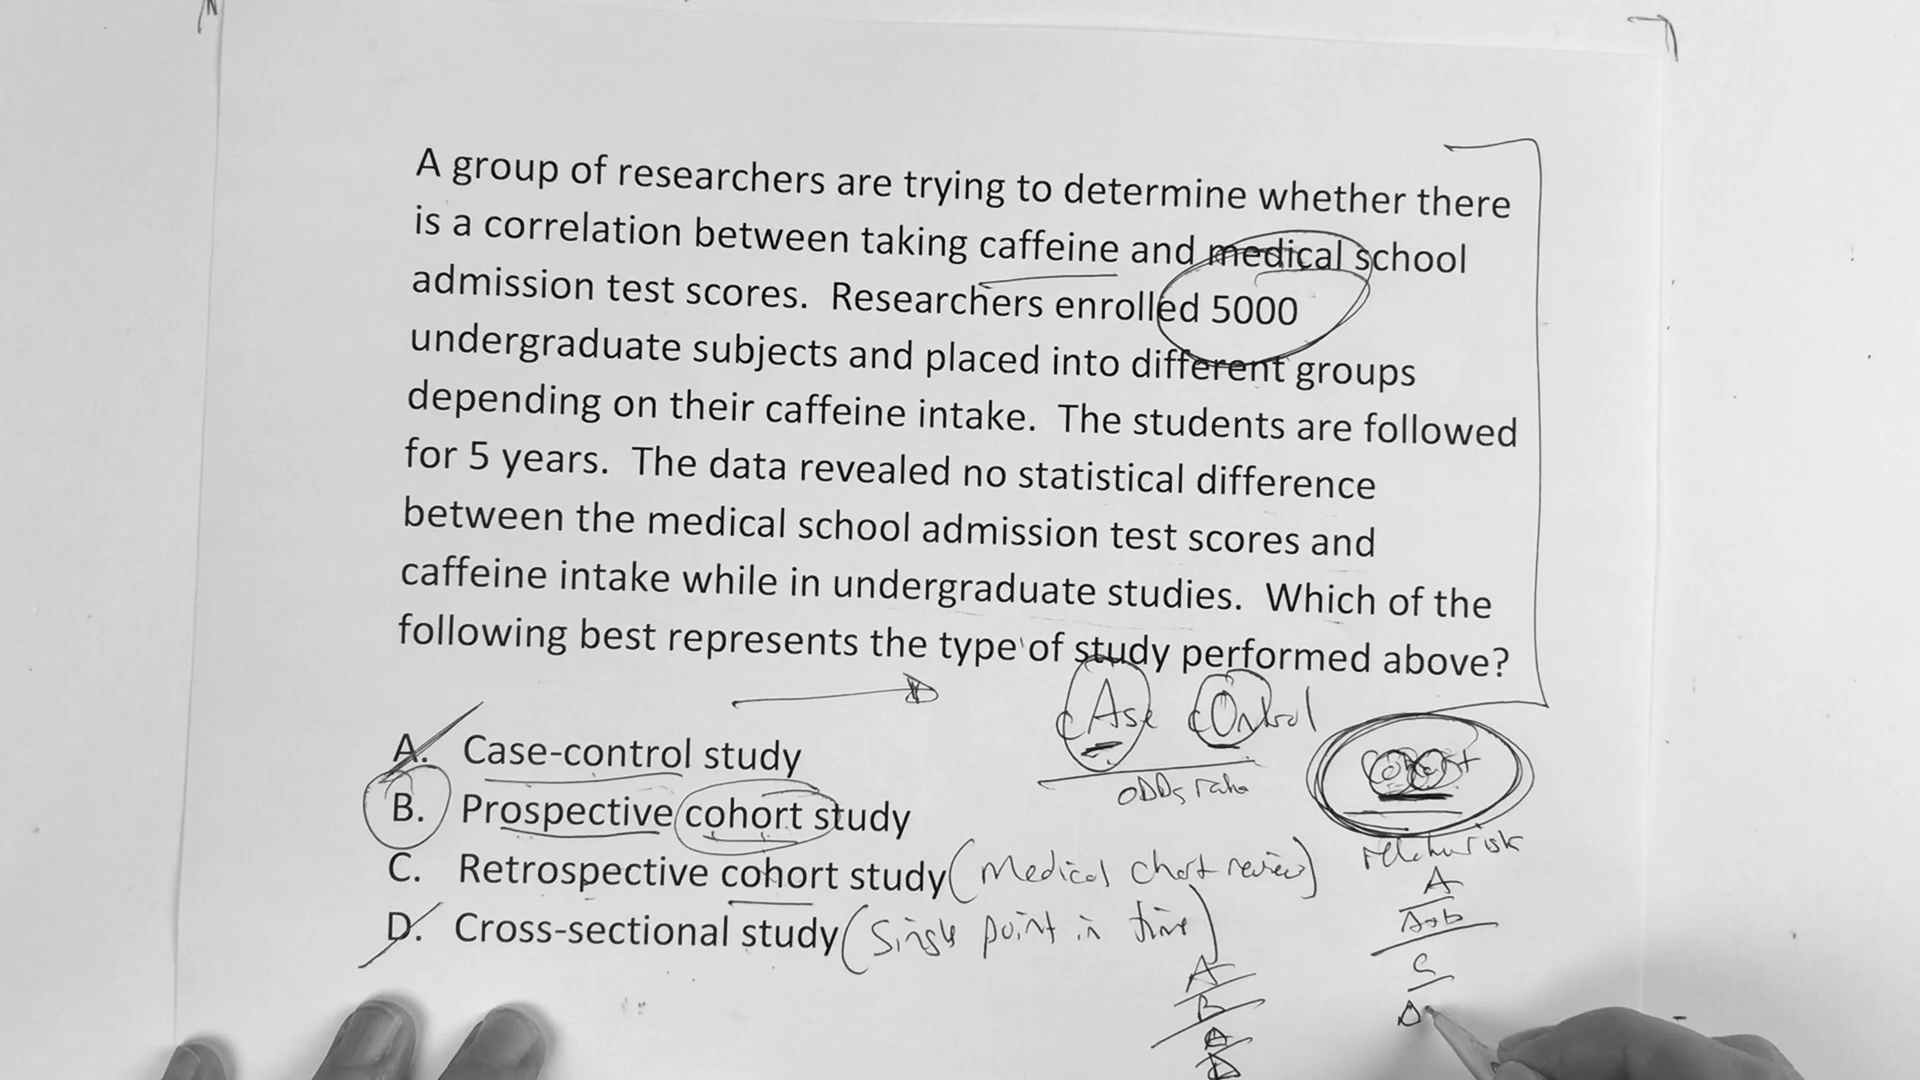 A group of researchers are trying to determine whether there
is a correlation between taking caffeine and medical school
admission test scores. Researchers enrolled 5000
undergraduate subjects and placed into different groups
depending on their caffeine intake. The students are followed
for 5 years. The data revealed no statistical difference
between the medical school admission test scores and
caffeine intake while in undergraduate studies. Which of the
following best represents the type of study performed above?
cAse cOntrol
A. Case-control study
cohort
ODDs ratio
B. Prospective cohort study
C. Retrospective cohort study (Medical chart review)
A
D. Cross-sectional study (Single point in time)
A
B
C
D